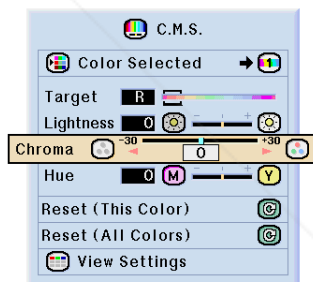 C.M.S.
Color Selected 1
Target R
Lightness 0 - +
Chroma -30 0 +30
Hue 0 M - + Y
Reset (This Color)
Reset (All Colors)
View Settings